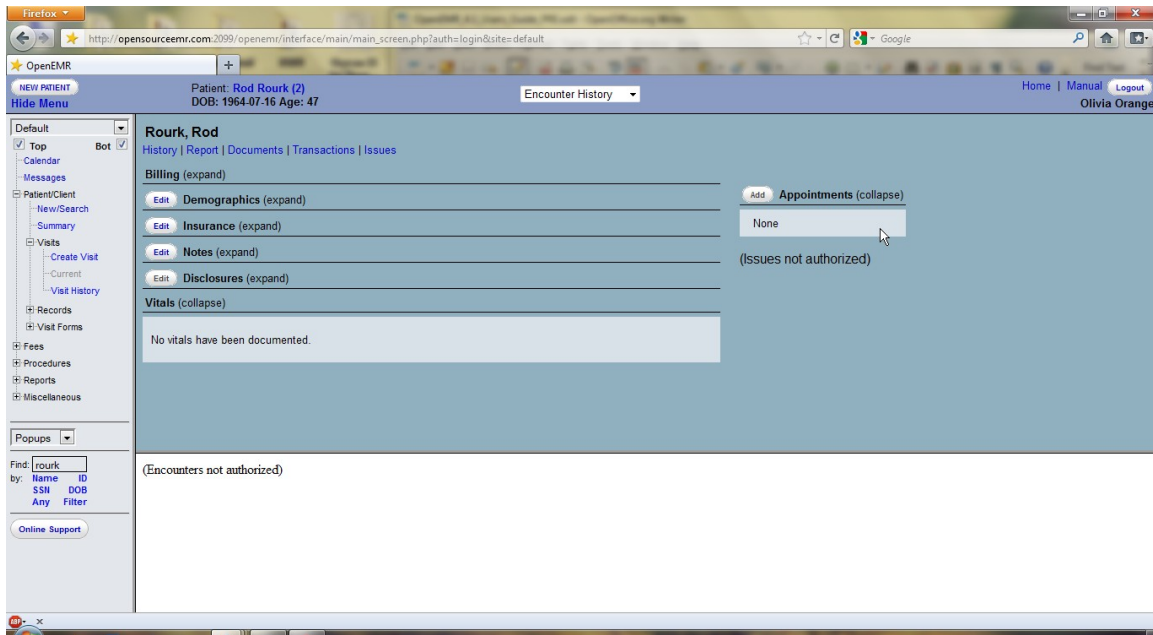 Firefox
http://opensourceemr.com:2099/openemr/interface/main/main_screen.php?auth=login&site=default
Google
OpenEMR
NEW PATIENT
Hide Menu
Patient: Rod Rourk (2)
DOB: 1964-07-16 Age: 47
Encounter History
Home | Manual Logout
Olivia Orange
Default
Top Bot
Calendar
Messages
Patient/Client
New/Search
Summary
Visits
Create Visit
Current
Visit History
Records
Visit Forms
Fees
Procedures
Reports
Miscellaneous
Popups
Find: rourk
by: Name ID
SSN DOB
Any Filter
Online Support
Rourk, Rod
History | Report | Documents | Transactions | Issues
Billing (expand)
Edit Demographics (expand)
Edit Insurance (expand)
Edit Notes (expand)
Edit Disclosures (expand)
Vitals (collapse)
No vitals have been documented.
Add Appointments (collapse)
None
(Issues not authorized)
(Encounters not authorized)
ABP